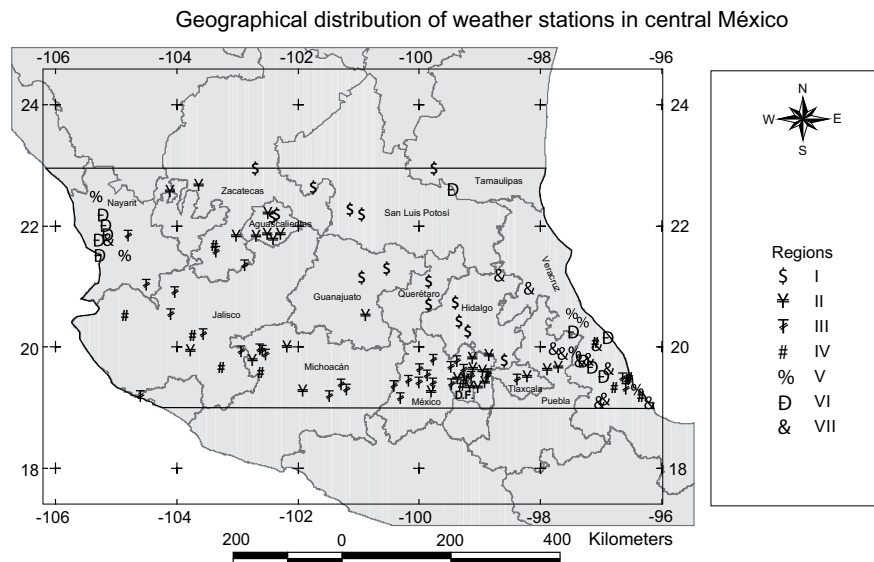 Geographical distribution of weather stations in central México
-106 -104 -102 -100 -98 -96
24 24
Tamaulipas
Zacatecas
Nayarit
22 22
San Luis Potosí
Aguascalientes
Veracruz
Guanajuato Querétaro
Hidalgo
Jalisco
20 20
Michoacán
México
D.F.
Tlaxcala
Puebla
18 18
-106 -104 -102 -100 -98 -96
200 0 200 400 Kilometers
N
W E
S
Regions
$ I
¥ II
Ŧ III
# IV
% V
Đ VI
& VII